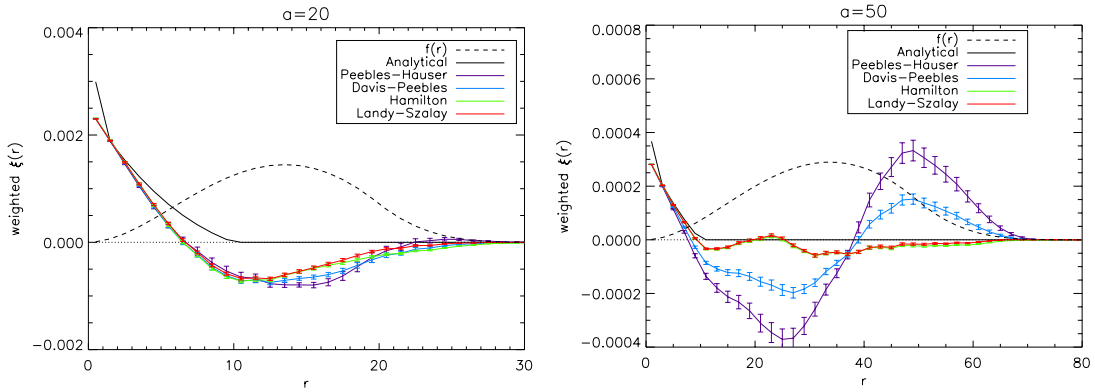 a=20
0.004
0.002
0.000
−0.002
weighted ξ(r)
f(r)
Analytical
Peebles−Hauser
Davis−Peebles
Hamilton
Landy−Szalay
0
10
20
30
r
a=50
0.0008
0.0006
0.0004
0.0002
0.0000
−0.0002
−0.0004
weighted ξ(r)
f(r)
Analytical
Peebles−Hauser
Davis−Peebles
Hamilton
Landy−Szalay
0
20
40
60
80
r